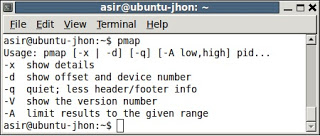 asir@ubuntu-jhon: ~
File Edit View Terminal Help
asir@ubuntu-jhon:~$ pmap
Usage: pmap [-x | -d] [-q] [-A low,high] pid...
-x  show details
-d  show offset and device number
-q  quiet; less header/footer info
-V  show the version number
-A  limit results to the given range
asir@ubuntu-jhon:~$